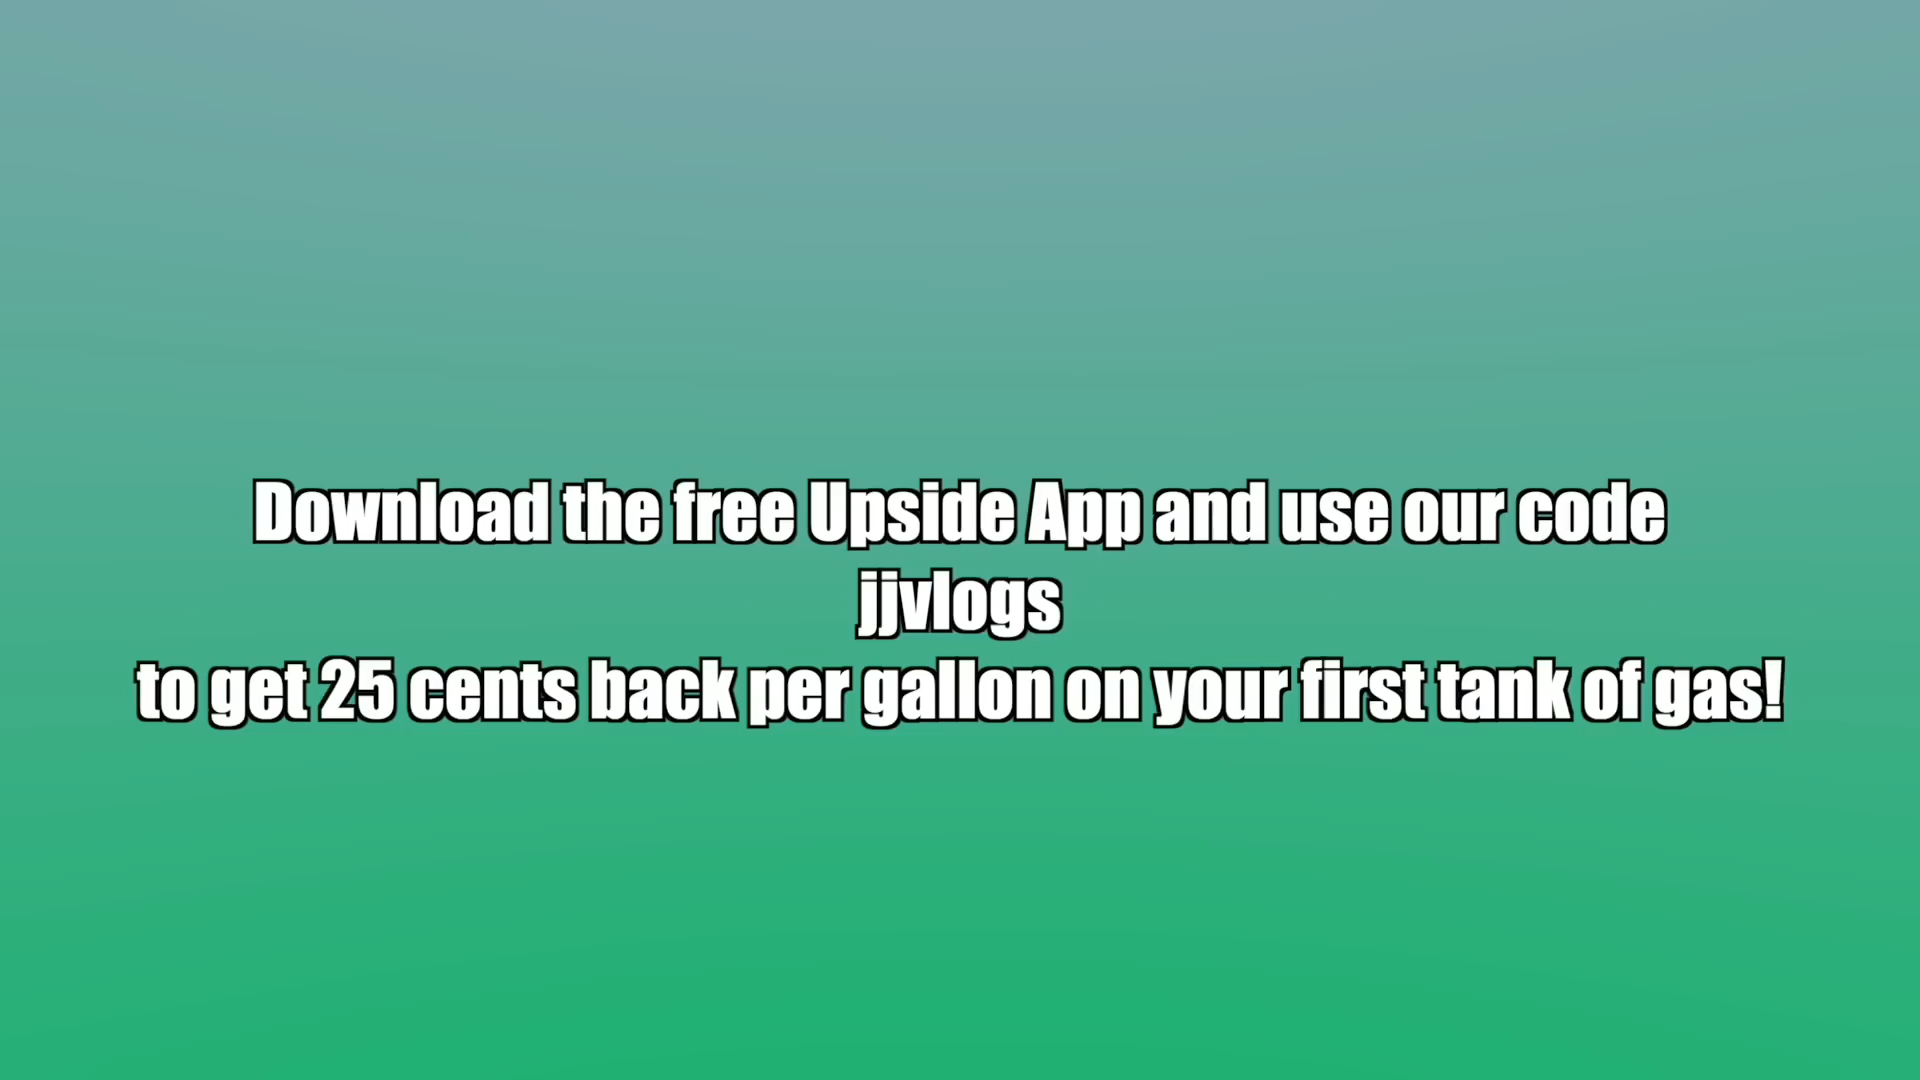 Download the free Upside App and use our code
jjvlogs
to get 25 cents back per gallon on your first tank of gas!